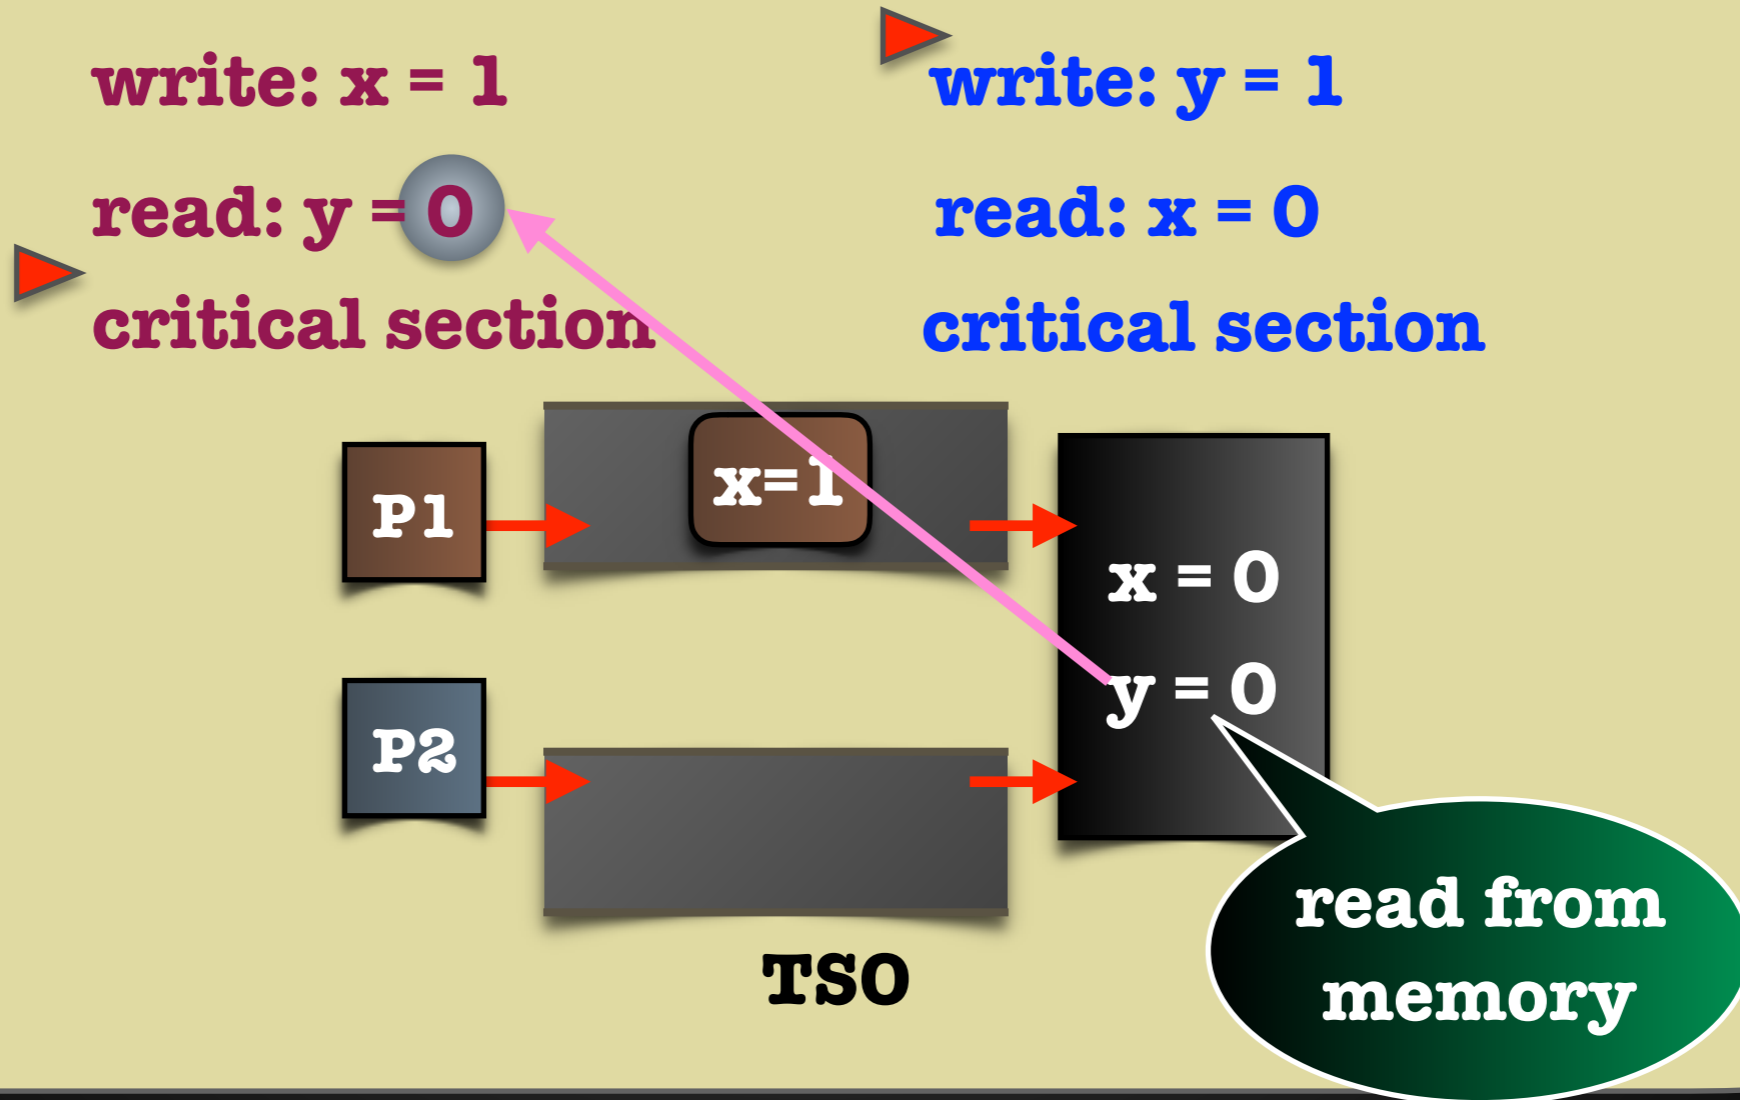 write: x = 1
read: y = 0
critical section
write: y = 1
read: x = 0
critical section
P1
x=1
P2
x = 0
y = 0
read from
memory
TSO